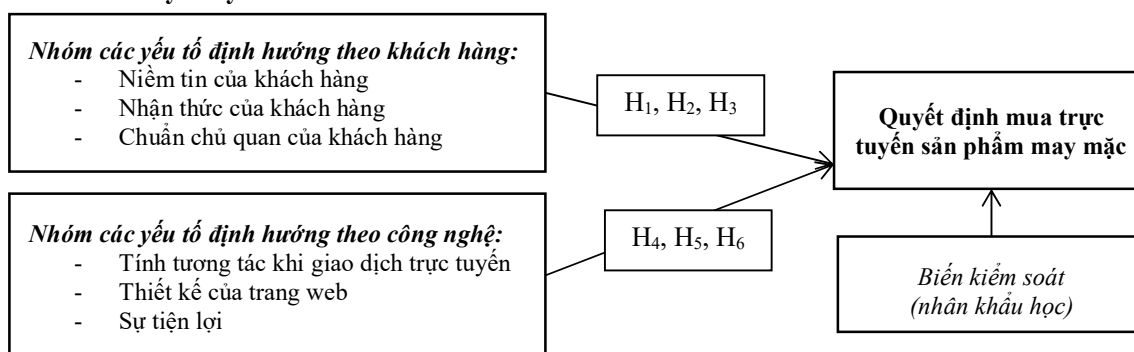 Nhóm các yếu tố định hướng theo khách hàng:
- Niềm tin của khách hàng
- Nhận thức của khách hàng
- Chuẩn chủ quan của khách hàng
H₁, H₂, H₃
Quyết định mua trực
tuyến sản phẩm may mặc
Nhóm các yếu tố định hướng theo công nghệ:
- Tính tương tác khi giao dịch trực tuyến
- Thiết kế của trang web
- Sự tiện lợi
H₄, H₅, H₆
Biến kiểm soát
(nhân khẩu học)